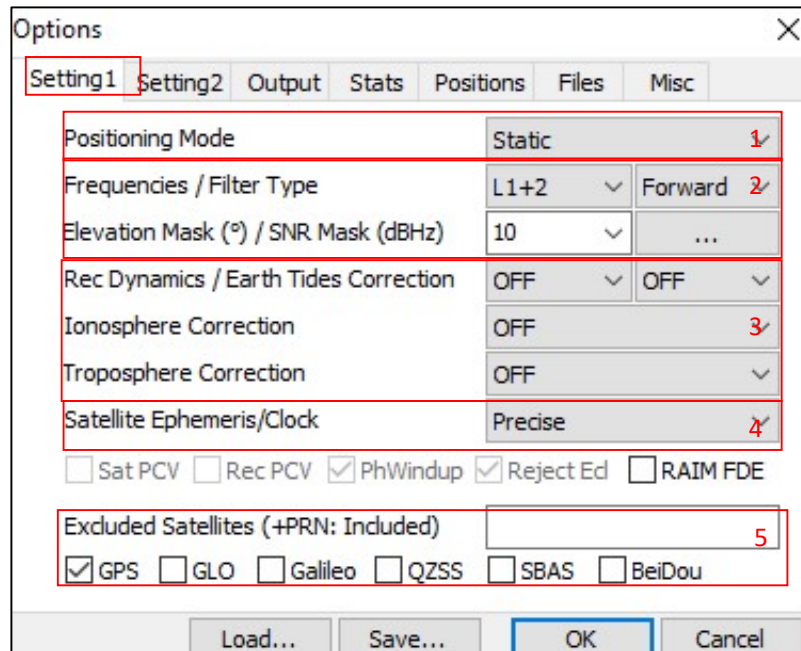 Options
Setting1 Setting2 Output Stats Positions Files Misc
Positioning Mode Static 1
Frequencies / Filter Type L1+2 Forward 2
Elevation Mask (°) / SNR Mask (dBHz) 10 ...
Rec Dynamics / Earth Tides Correction OFF OFF
Ionosphere Correction OFF 3
Troposphere Correction OFF
Satellite Ephemeris/Clock Precise 4
Sat PCV Rec PCV PhWindup Reject Ecl RAIM FDE
Excluded Satellites (+PRN: Included) 5
GPS GLO Galileo QZSS SBAS BeiDou
Load... Save... OK Cancel